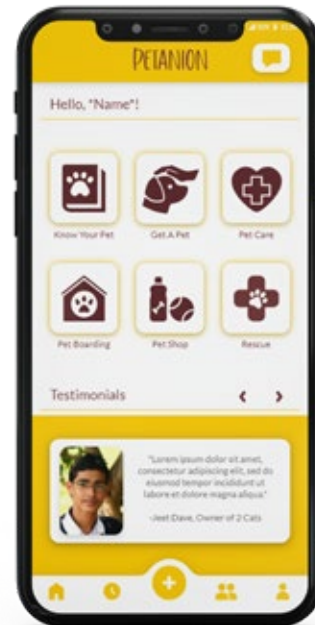 PETANION
Hello, "Name"!
Know Your Pet
Get A Pet
Pet Care
Pet Boarding
Pet Shop
Rescue
Testimonials
"Lorem ipsum dolor sit amet,
consectetur adipiscing elit, sed do
eiusmod tempor incididunt ut
labore et dolore magna aliqua."
-Jeet Dave, Owner of 2 Cats